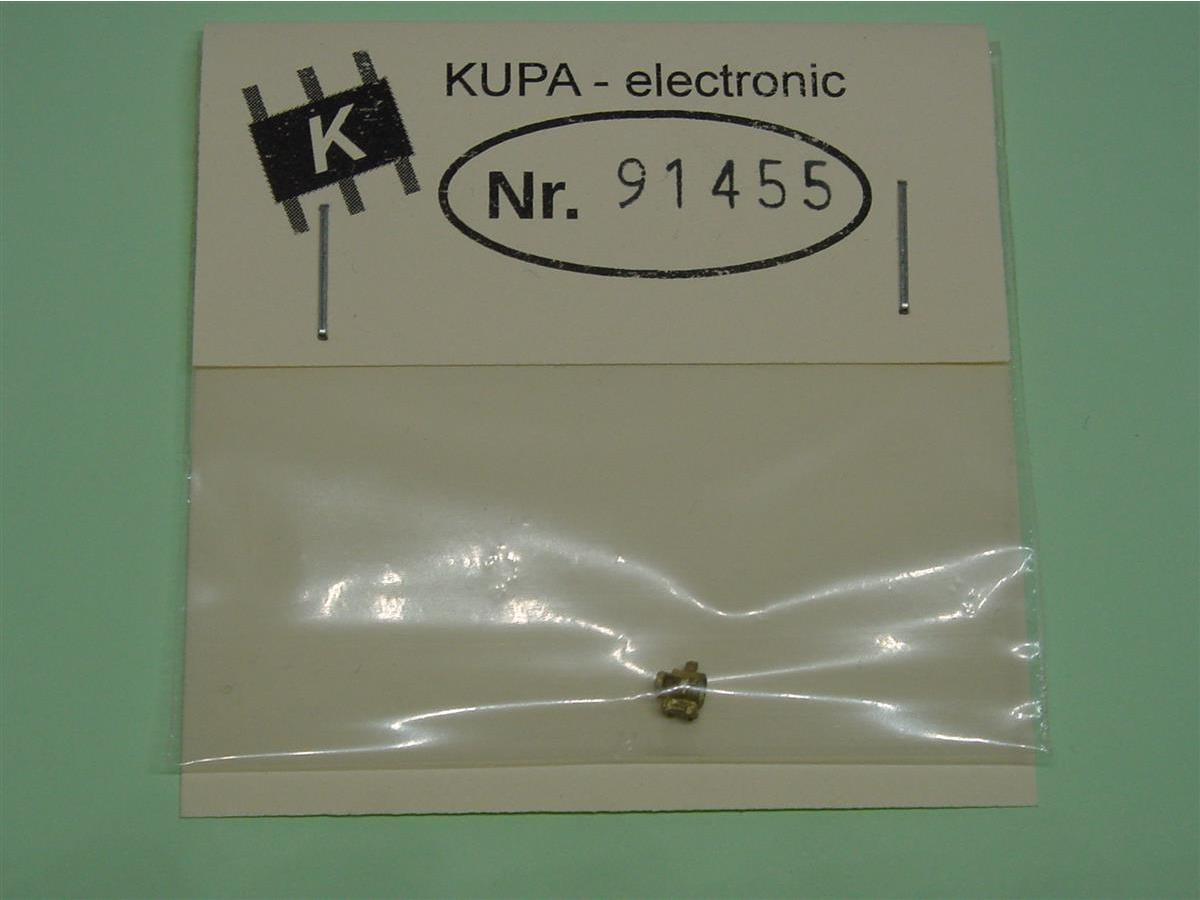 KUPA - electronic
K
Nr. 91455